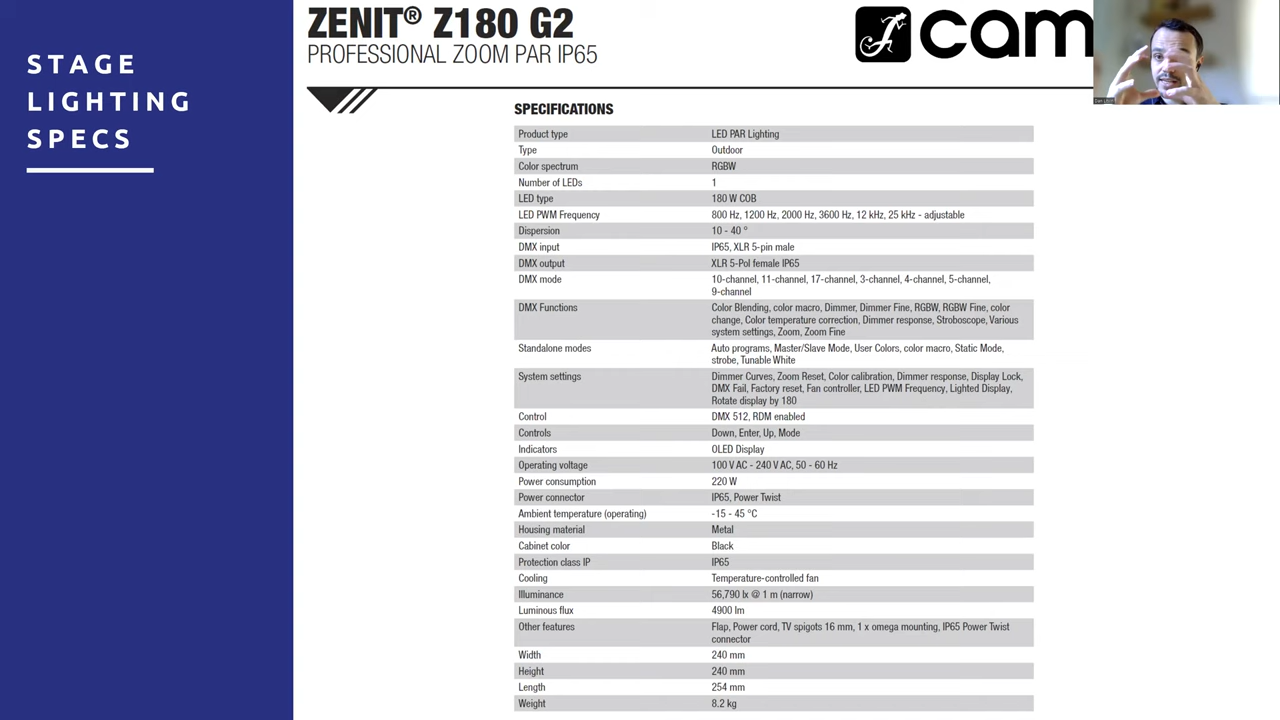 STAGE
LIGHTING
SPECS
ZENIT® Z180 G2
PROFESSIONAL ZOOM PAR IP65
cam
SPECIFICATIONS
Product type LED PAR Lighting
Type Outdoor
Color spectrum RGBW
Number of LEDs 1
LED type 180 W COB
LED PWM Frequency 800 Hz, 1200 Hz, 2000 Hz, 3600 Hz, 12 kHz, 25 kHz - adjustable
Dispersion 10 - 40 °
DMX input IP65, XLR 5-pin male
DMX output XLR 5-Pol female IP65
DMX mode 10-channel, 11-channel, 17-channel, 3-channel, 4-channel, 5-channel,
9-channel
DMX Functions Color Blending, color macro, Dimmer, Dimmer Fine, RGBW, RGBW Fine, color
change, Color temperature correction, Dimmer response, Stroboscope, Various
system settings, Zoom, Zoom Fine
Standalone modes Auto programs, Master/Slave Mode, User Colors, color macro, Static Mode,
strobe, Tunable White
System settings Dimmer Curves, Zoom Reset, Color calibration, Dimmer response, Display Lock,
DMX Fail, Factory reset, Fan controller, LED PWM Frequency, Lighted Display,
Rotate display by 180
Control DMX 512, RDM enabled
Controls Down, Enter, Up, Mode
Indicators OLED Display
Operating voltage 100 V AC - 240 V AC, 50 - 60 Hz
Power consumption 220 W
Power connector IP65, Power Twist
Ambient temperature (operating) -15 - 45 °C
Housing material Metal
Cabinet color Black
Protection class IP IP65
Cooling Temperature-controlled fan
Illuminance 56,790 lx @ 1 m (narrow)
Luminous flux 4900 lm
Other features Flap, Power cord, TV spigots 16 mm, 1 x omega mounting, IP65 Power Twist
connector
Width 240 mm
Height 240 mm
Length 254 mm
Weight 8.2 kg